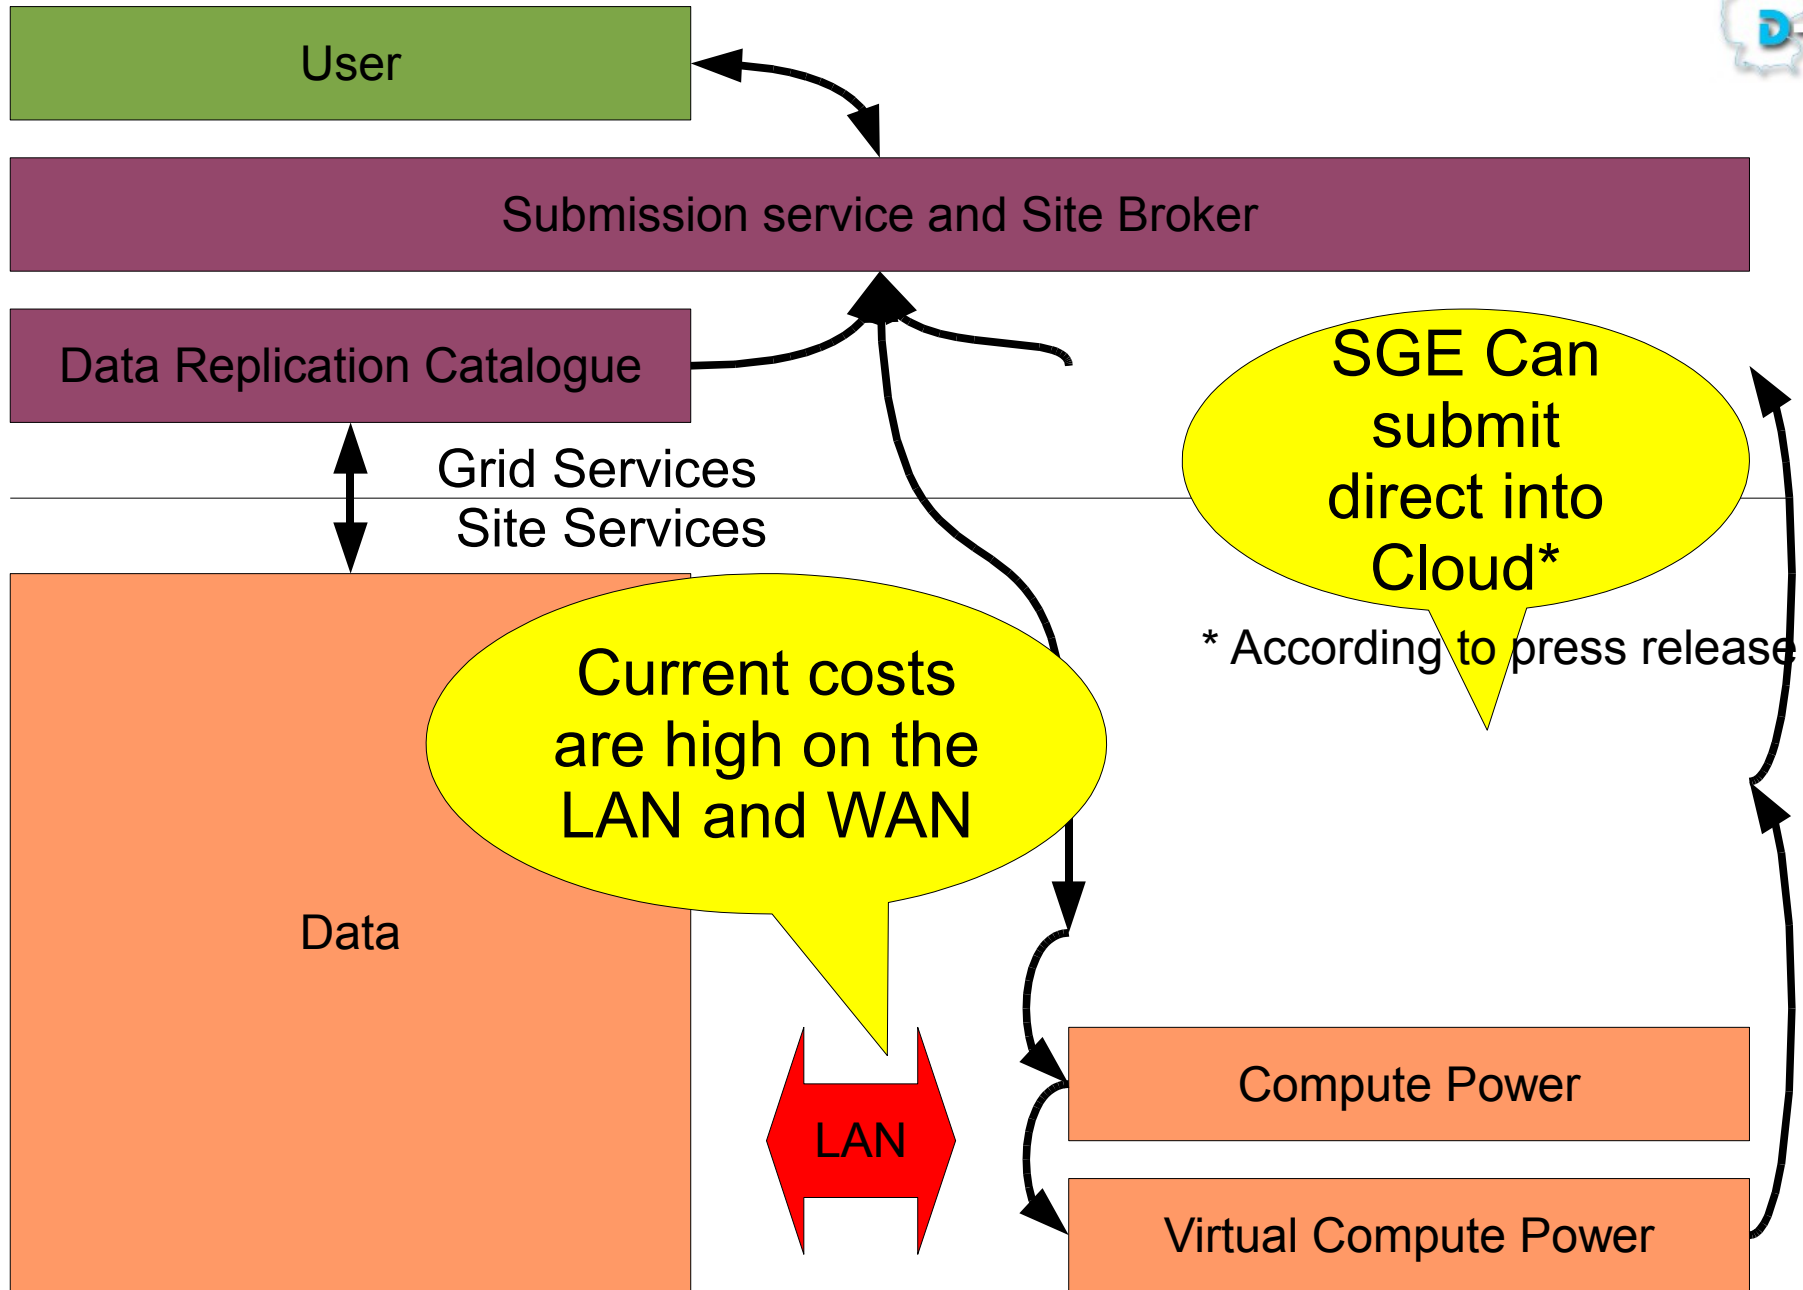 User
D-
Submission service and Site Broker
Data Replication Catalogue
SGE Can
submit
direct into
Cloud*
Grid Services
Site Services
* According to press release
Current costs
are high on the
LAN and WAN
Data
Compute Power
LAN
Virtual Compute Power